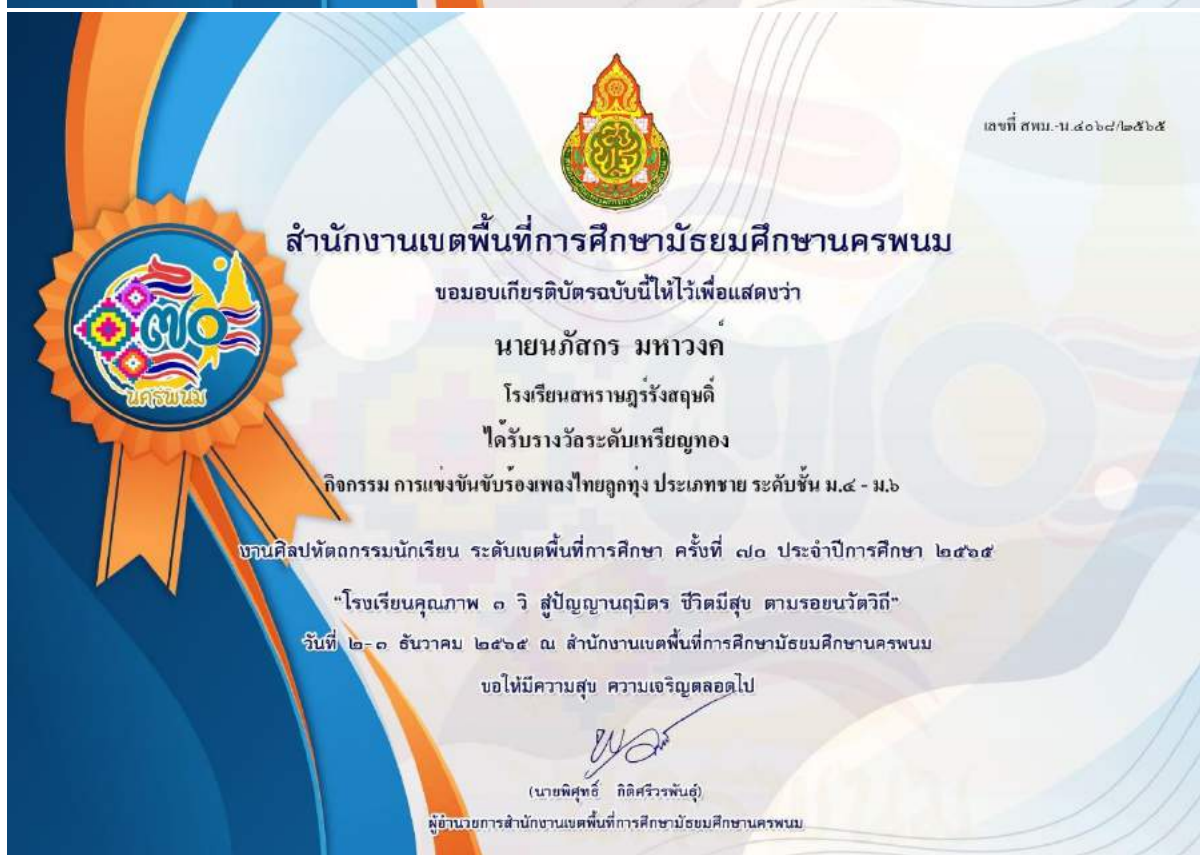 เลขที่ สพม.-น.๔๐๖๘/๒๕๖๕
สำนักงานเขตพื้นที่การศึกษามัธยมศึกษานครพนม
ขอมอบเกียรติบัตรฉบับนี้ให้ไว้เพื่อแสดงว่า
นายนภัสกร มหาวงค์
โรงเรียนสหราษฎร์รังสฤษดิ์
ได้รับรางวัลระดับเหรียญทอง
กิจกรรม การแข่งขันขับร้องเพลงไทยลูกทุ่ง ประเภทชาย ระดับชั้น ม.๔ - ม.๖
๗๐
นครพนม
งานศิลปหัตถกรรมนักเรียน ระดับเขตพื้นที่การศึกษา ครั้งที่ ๗๐ ประจำปีการศึกษา ๒๕๖๕
"โรงเรียนคุณภาพ ๓ วิ สู่ปัญญานฤมิตร ชีวิตมีสุข ตามรอยนวัตวิถี"
วันที่ ๒-๓ ธันวาคม ๒๕๖๕ ณ สำนักงานเขตพื้นที่การศึกษามัธยมศึกษานครพนม
ขอให้มีความสุข ความเจริญตลอดไป
(นายพิศุทธิ์ กิติศรีวรพันธุ์)
ผู้อำนวยการสำนักงานเขตพื้นที่การศึกษามัธยมศึกษานครพนม